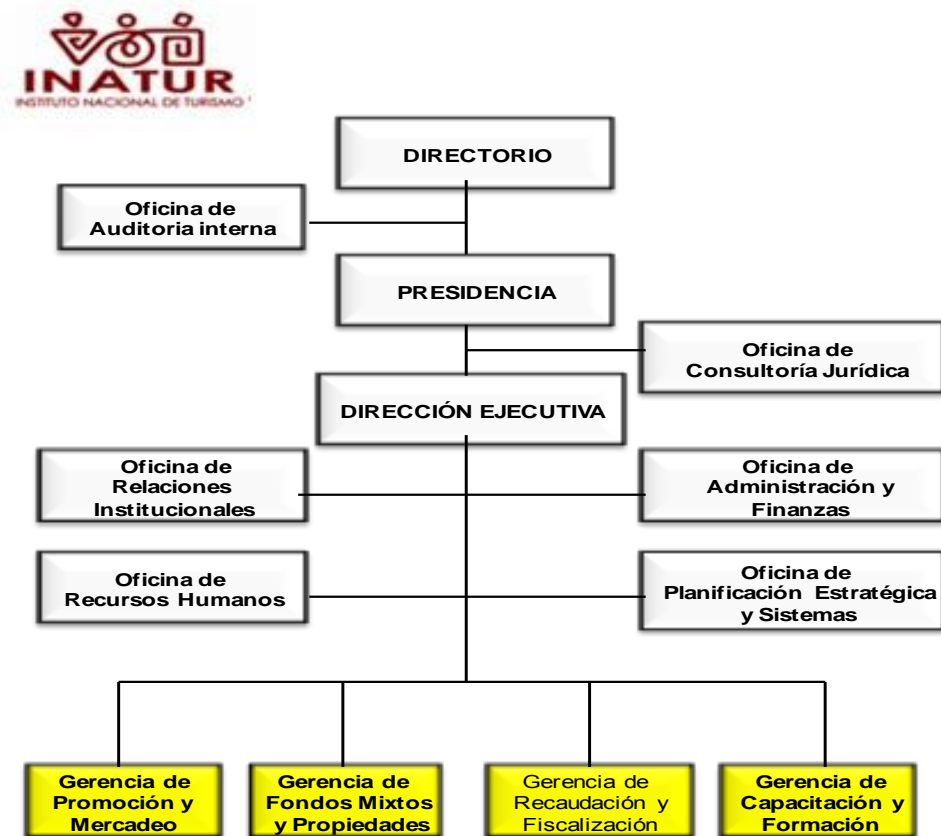 INATUR
INSTITUTO NACIONAL DE TURISMO
DIRECTORIO
Oficina de
Auditoria interna
PRESIDENCIA
Oficina de
Consultoría Jurídica
DIRECCIÓN EJECUTIVA
Oficina de
Relaciones
Institucionales
Oficina de
Administración y
Finanzas
Oficina de
Recursos Humanos
Oficina de
Planificación Estratégica
y Sistemas
Gerencia de
Promoción y
Mercadeo
Gerencia de
Fondos Mixtos
y Propiedades
Gerencia de
Recaudación y
Fiscalización
Gerencia de
Capacitación y
Formación